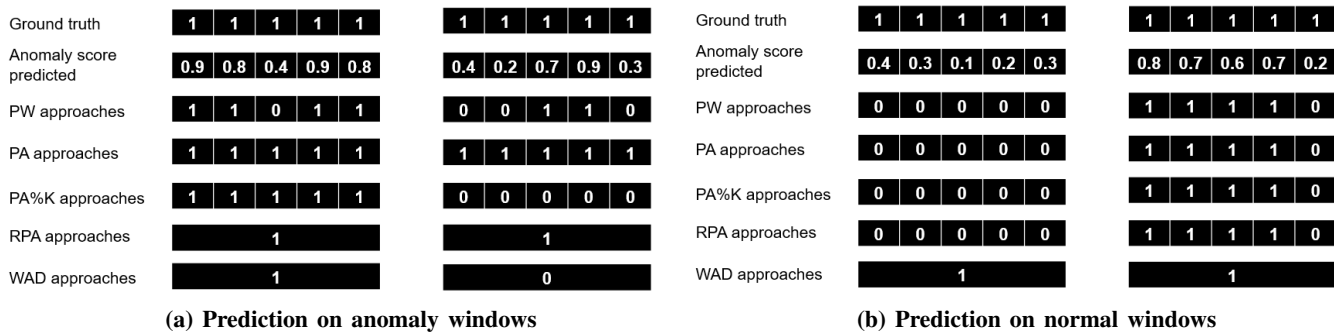 Ground truth 1 1 1 1 1 1 1 1 1 1
Anomaly score predicted 0.9 0.8 0.4 0.9 0.8 0.4 0.2 0.7 0.9 0.3
PW approaches 1 1 0 1 1 0 0 1 1 0
PA approaches 1 1 1 1 1 1 1 1 1 1
PA%K approaches 1 1 1 1 1 0 0 0 0 0
RPA approaches 1 1
WAD approaches 1 0
(a) Prediction on anomaly windows
Ground truth 1 1 1 1 1 1 1 1 1 1
Anomaly score predicted 0.4 0.3 0.1 0.2 0.3 0.8 0.7 0.6 0.7 0.2
PW approaches 0 0 0 0 0 1 1 1 1 0
PA approaches 0 0 0 0 0 1 1 1 1 0
PA%K approaches 0 0 0 0 0 1 1 1 1 0
RPA approaches 0 0 0 0 0 1 1 1 1 0
WAD approaches 1 1
(b) Prediction on normal windows